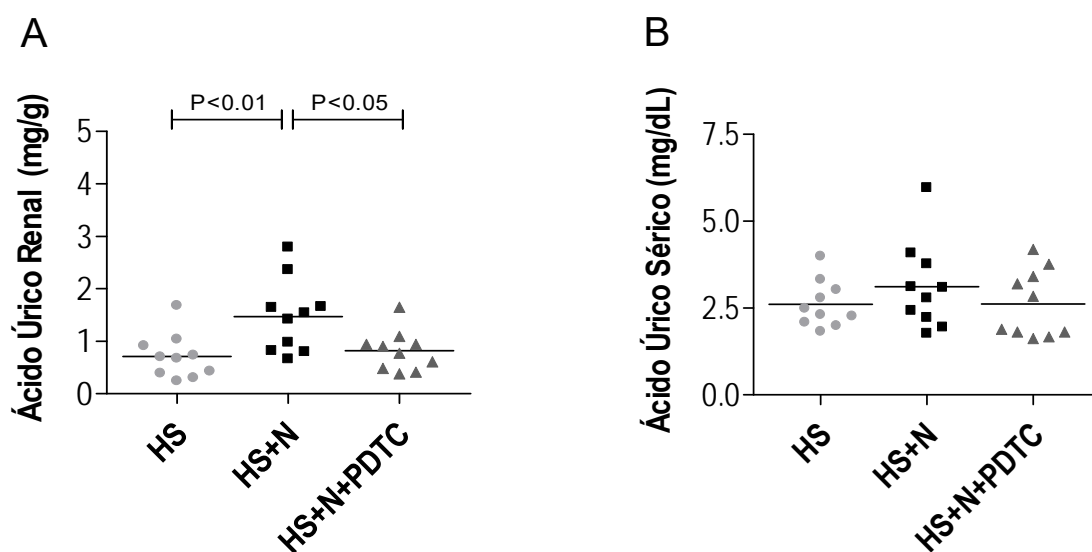 A
P<0.01
P<0.05
Ácido Úrico Renal (mg/g)
5
4
3
2
1
0
HS
HS+N
HS+N+PDTC
B
Ácido Úrico Sérico (mg/dL)
7.5
5.0
2.5
0.0
HS
HS+N
HS+N+PDTC